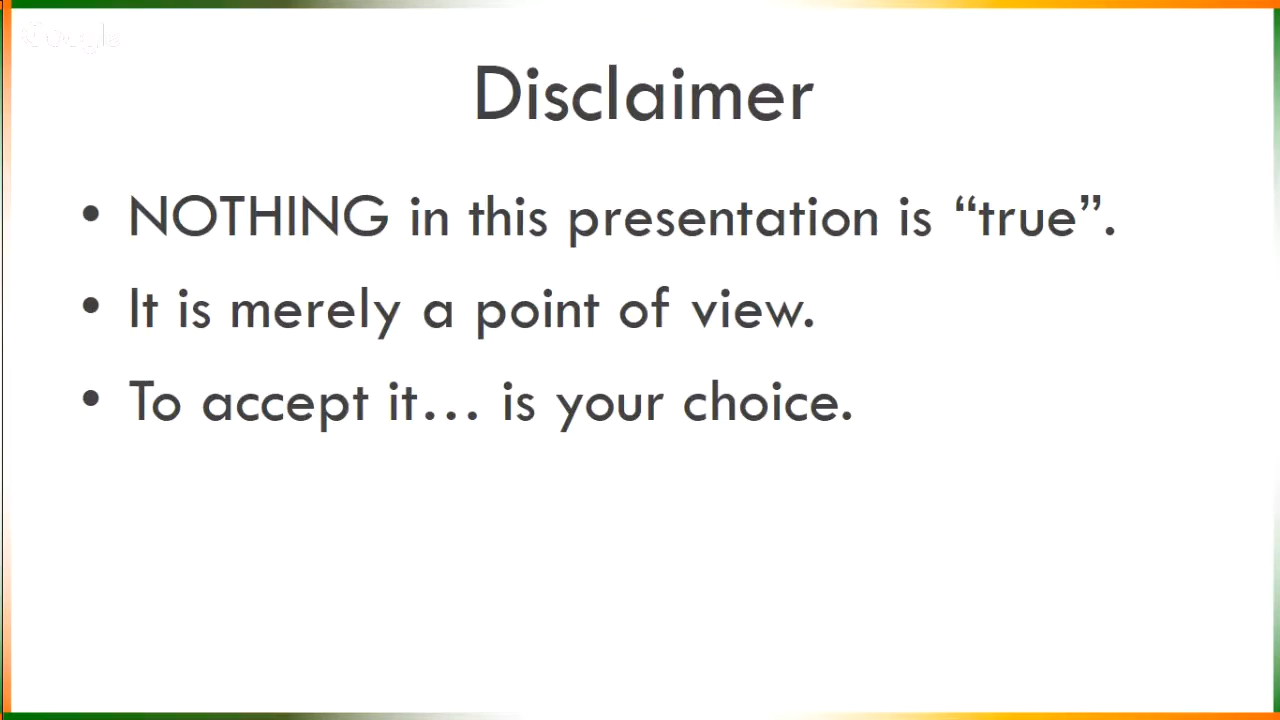 Google
Disclaimer
• NOTHING in this presentation is “true”.
• It is merely a point of view.
• To accept it… is your choice.